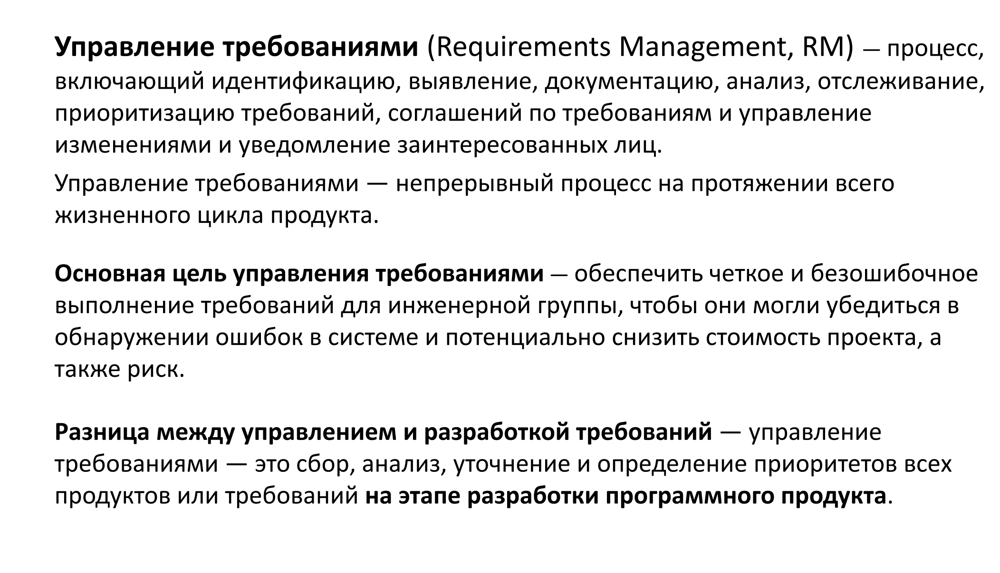 Управление требованиями (Requirements Management, RM) — процесс,
включающий идентификацию, выявление, документацию, анализ, отслеживание,
приоритизацию требований, соглашений по требованиям и управление
изменениями и уведомление заинтересованных лиц.
Управление требованиями — непрерывный процесс на протяжении всего
жизненного цикла продукта.
Основная цель управления требованиями — обеспечить четкое и безошибочное
выполнение требований для инженерной группы, чтобы они могли убедиться в
обнаружении ошибок в системе и потенциально снизить стоимость проекта, а
также риск.
Разница между управлением и разработкой требований — управление
требованиями — это сбор, анализ, уточнение и определение приоритетов всех
продуктов или требований на этапе разработки программного продукта.